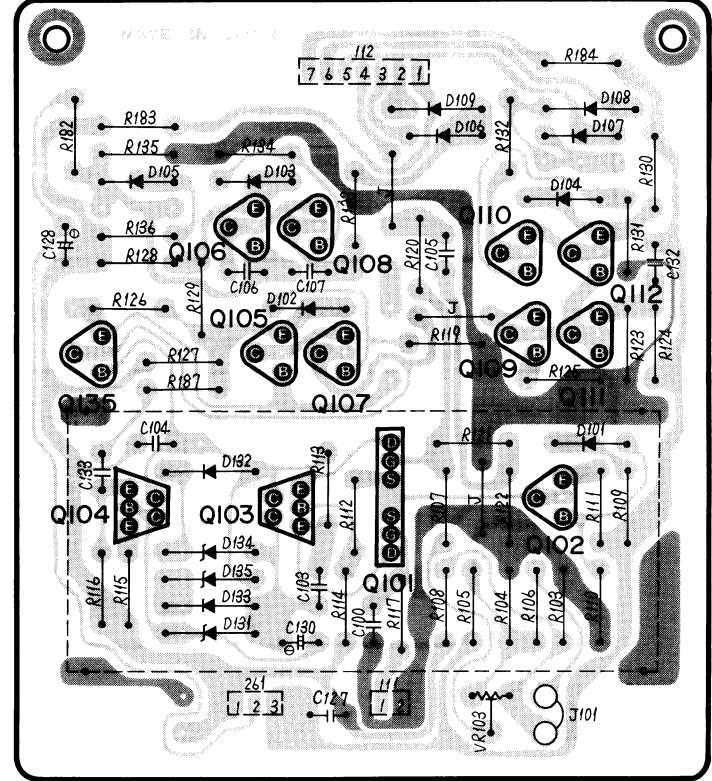 112
7 6 5 4 3 2 1
R184
R182
R183
R135
R134
D109
D106
R132
D108
D107
R130
D105
D103
J
D104
Q110
R131
C128
R136
R128
Q106
C E B
C E B
Q108
R120
C105
C E B
C E B
C132
Q112
C106
C107
R129
D102
R126
Q105
J
R119
R123
R124
C E B
Q135
R127
R187
C E B
C E B
Q107
C E B
Q109
C E B
R125
Q111
C104
R121
D101
C133
D132
R113
D
G
S
S
G
D
Q104
E B E C C
Q103
E B E C C
R112
R107
J
R122
C E B
Q102
R111
R109
D134
D135
D133
D131
R116
R115
C103
C130
R114
Q101
C100
R117
R108
R105
R104
R106
R103
R110
261
1 2 3
C127
111
1 2
VR103
J101